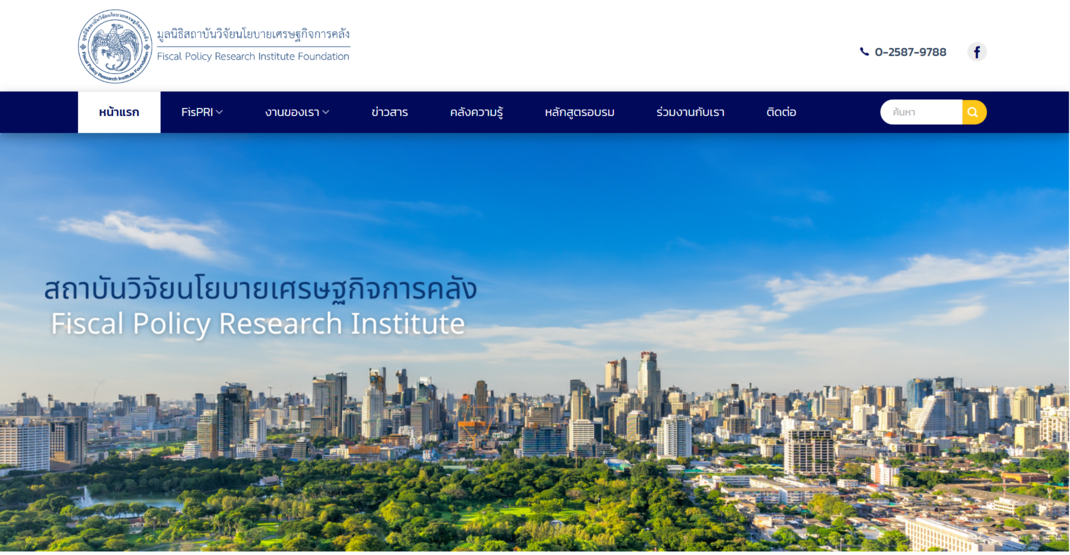 มูลนิธิสถาบันวิจัยนโยบายเศรษฐกิจการคลัง
Fiscal Policy Research Institute Foundation
0-2587-9788
หน้าแรก
FisPRI
งานของเรา
ข่าวสาร
คลังความรู้
หลักสูตรอบรม
ร่วมงานกับเรา
ติดต่อ
ค้นหา
สถาบันวิจัยนโยบายเศรษฐกิจการคลัง
Fiscal Policy Research Institute